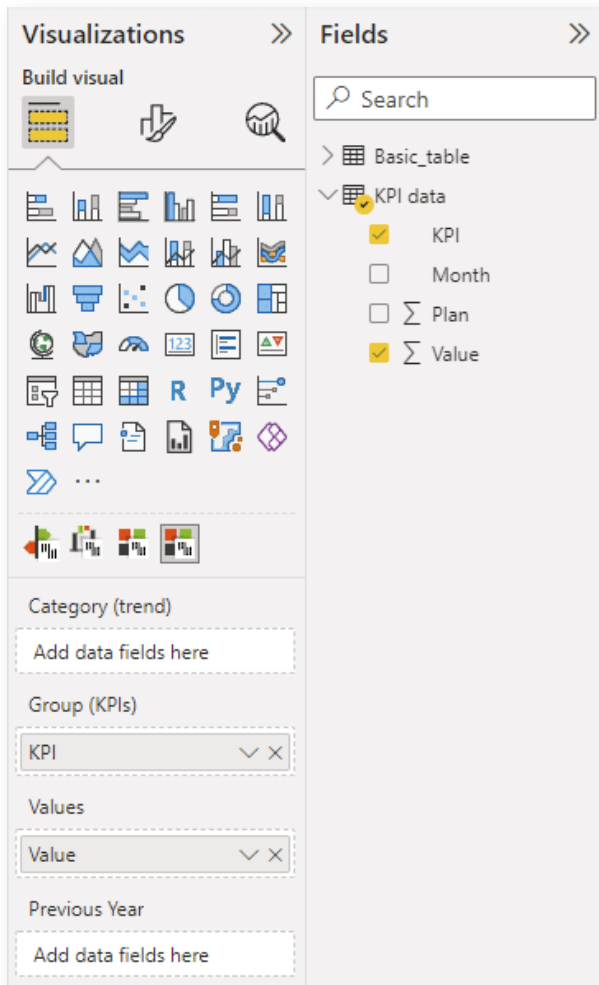 Visualizations
Build visual
123
R
Py
Category (trend)
Add data fields here
Group (KPIs)
KPI
Values
Value
Previous Year
Add data fields here
Fields
Search
Basic_table
KPI data
KPI
Month
∑ Plan
∑ Value